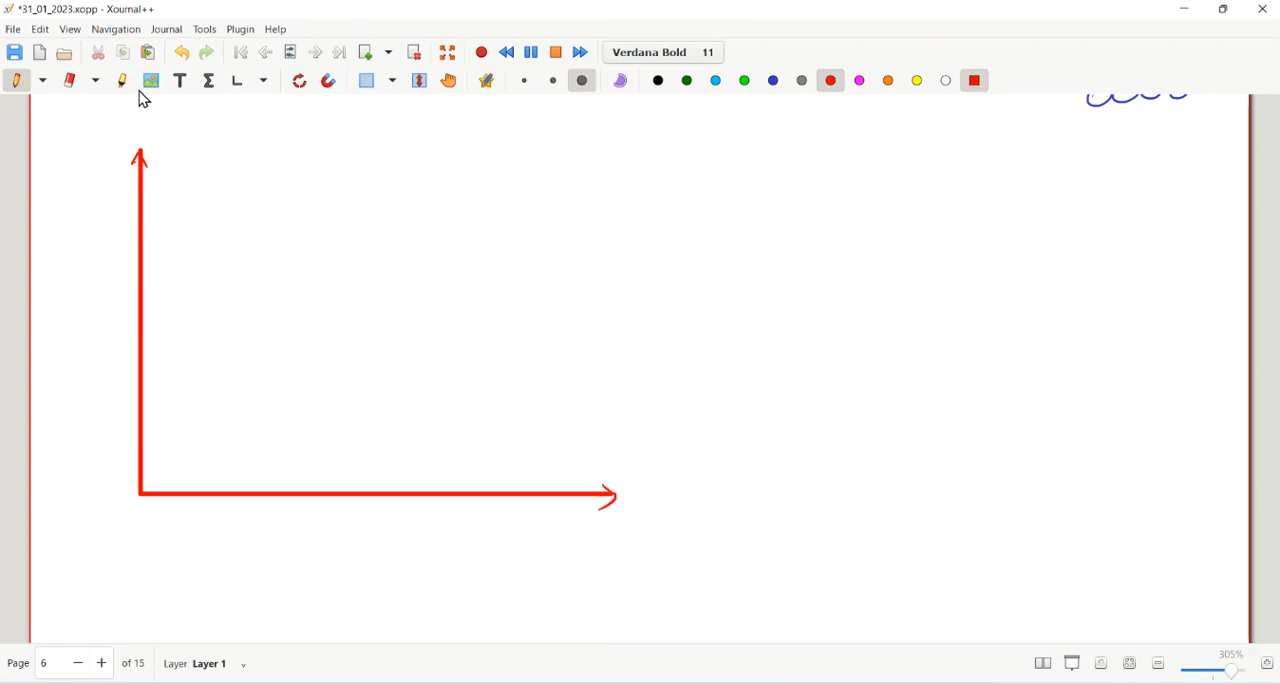 *31_01_2023.xopp - Xournal++
File Edit View Navigation Journal Tools Plugin Help
Verdana Bold 11
T Σ
Page 6 of 15 Layer Layer 1 305%